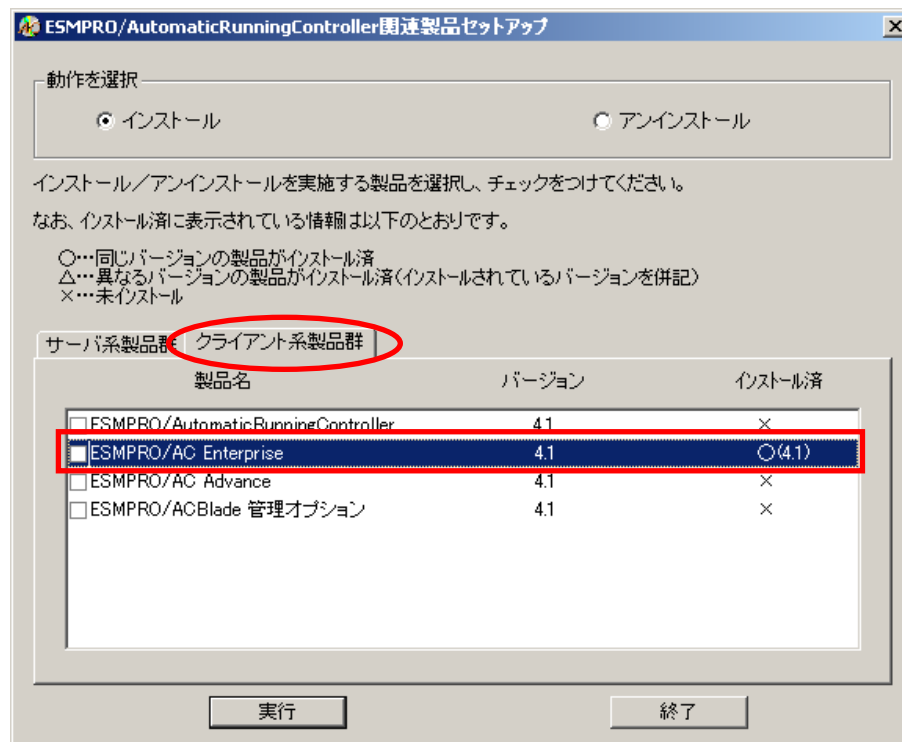 ESMPRO/AutomaticRunningController関連製品セットアップ
動作を選択
インストール アンインストール
インストール／アンインストールを実施する製品を選択し、チェックをつけてください。
なお、インストール済に表示されている情報は以下のとおりです。
○…同じバージョンの製品がインストール済
△…異なるバージョンの製品がインストール済(インストールされているバージョンを併記)
×…未インストール
サーバ系製品群 クライアント系製品群
製品名 バージョン インストール済
ESMPRO/AutomaticRunningController 4.1 ×
ESMPRO/AC Enterprise 4.1 ○(4.1)
ESMPRO/AC Advance 4.1 ×
ESMPRO/ACBlade 管理オプション 4.1 ×
実行 終了